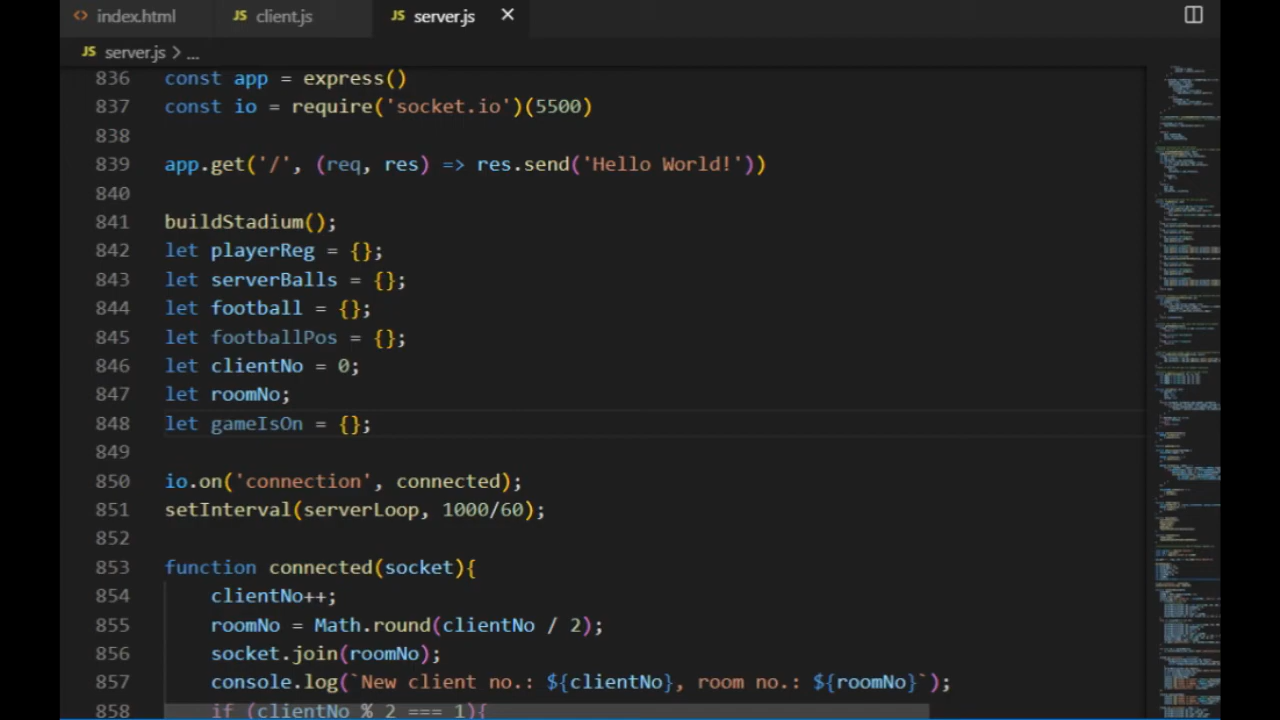 index.html client.js server.js
server.js > ...
836 const app = express()
837 const io = require('socket.io')(5500)
838
839 app.get('/', (req, res) => res.send('Hello World!'))
840
841 buildStadium();
842 let playerReg = {};
843 let serverBalls = {};
844 let football = {};
845 let footballPos = {};
846 let clientNo = 0;
847 let roomNo;
848 let gameIsOn = {};
849
850 io.on('connection', connected);
851 setInterval(serverLoop, 1000/60);
852
853 function connected(socket){
854 clientNo++;
855 roomNo = Math.round(clientNo / 2);
856 socket.join(roomNo);
857 console.log(`New client no.: ${clientNo}, room no.: ${roomNo}`);
858 if (clientNo % 2 === 1){